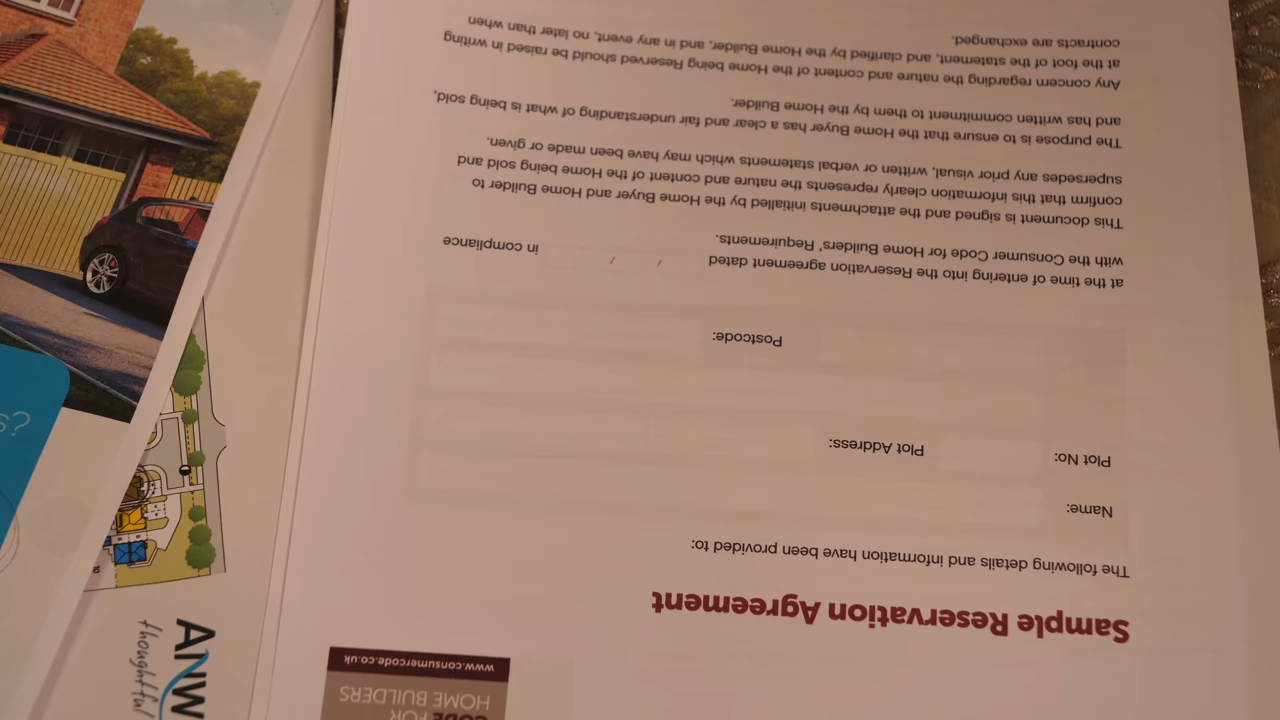 CODE FOR
HOME BUILDERS
www.consumercode.co.uk
Sample Reservation Agreement
The following details and information have been provided to:
Name:
Plot No:
Plot Address:
Postcode:
at the time of entering into the Reservation agreement dated / / in compliance
with the Consumer Code for Home Builders' Requirements.
This document is signed and the attachments initialled by the Home Buyer and Home Builder to
confirm that this information clearly represents the nature and content of the Home being sold and
supersedes any prior visual, written or verbal statements which may have been made or given.
The purpose is to ensure that the Home Buyer has a clear and fair understanding of what is being sold,
and has written commitment to them by the Home Builder.
Any concern regarding the nature and content of the Home being Reserved should be raised in writing
at the foot of the statement, and clarified by the Home Builder, and in any event, no later than when
contracts are exchanged.
ANW
thoughtful